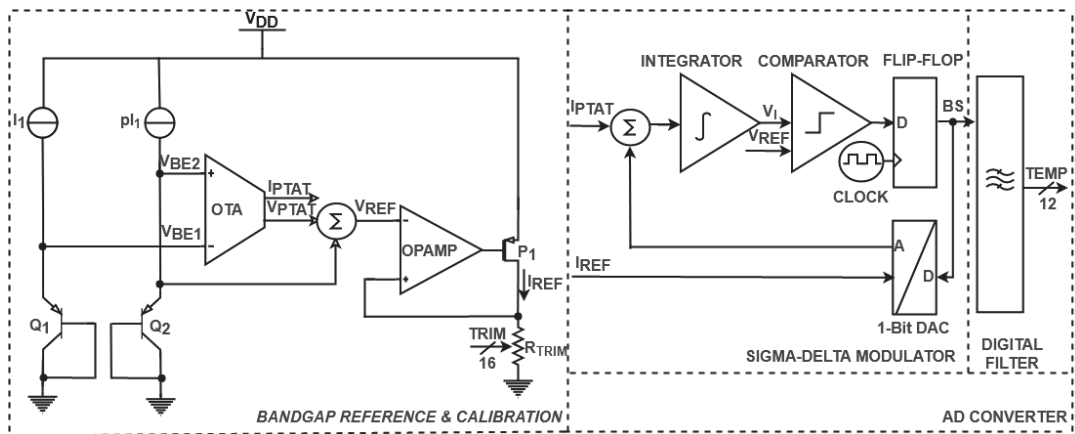 VDD
I1
pI1
VBE2
+
OTA
IPTAT
VPTAT
Σ
VREF
-
OPAMP
+
P1
IREF
VBE1
-
Q1
Q2
TRIM
16
RTRIM
BANDGAP REFERENCE & CALIBRATION
INTEGRATOR
COMPARATOR
FLIP-FLOP
IPTAT
Σ
∫
VI
VREF
D
BS
CLOCK
TEMP
12
IREF
A
D
1-Bit DAC
SIGMA-DELTA MODULATOR
DIGITAL
FILTER
AD CONVERTER